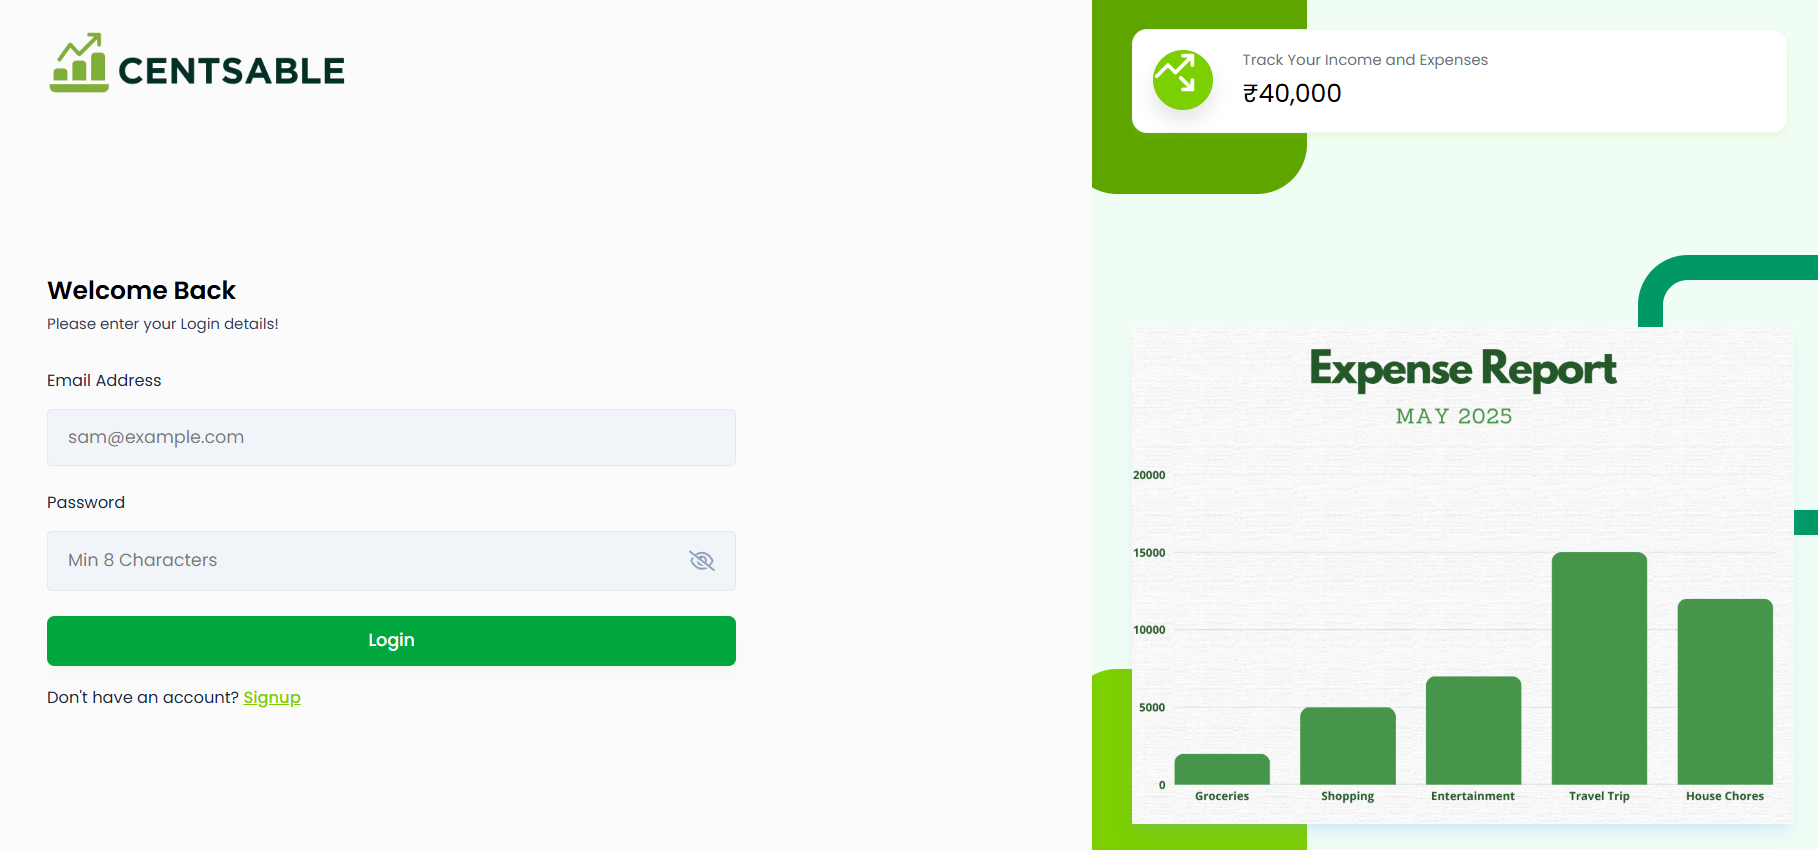 CENTSABLE
Welcome Back
Please enter your Login details!
Email Address
sam@example.com
Password
Min 8 Characters
Login
Don't have an account? Signup
Track Your Income and Expenses
₹40,000
Expense Report
MAY 2025
20000
15000
10000
5000
0
Groceries Shopping Entertainment Travel Trip House Chores